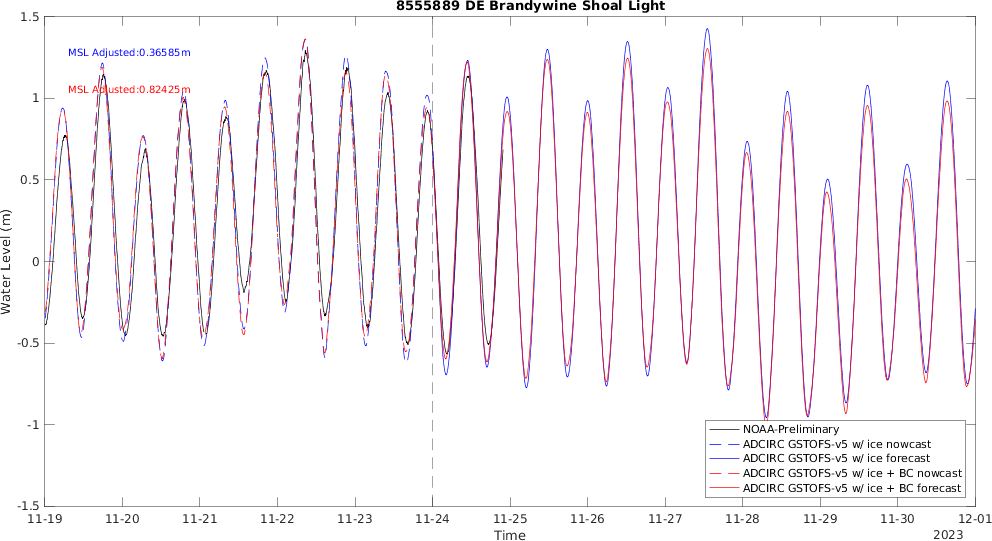 8555889 DE Brandywine Shoal Light
MSL Adjusted:0.36585m
MSL Adjusted:0.82425m
Water Level (m)
1.5
1
0.5
0
-0.5
-1
-1.5
NOAA-Preliminary
ADCIRC GSTOFS-v5 w/ ice nowcast
ADCIRC GSTOFS-v5 w/ ice forecast
ADCIRC GSTOFS-v5 w/ ice + BC nowcast
ADCIRC GSTOFS-v5 w/ ice + BC forecast
11-19 11-20 11-21 11-22 11-23 11-24 11-25 11-26 11-27 11-28 11-29 11-30 12-01
Time
2023